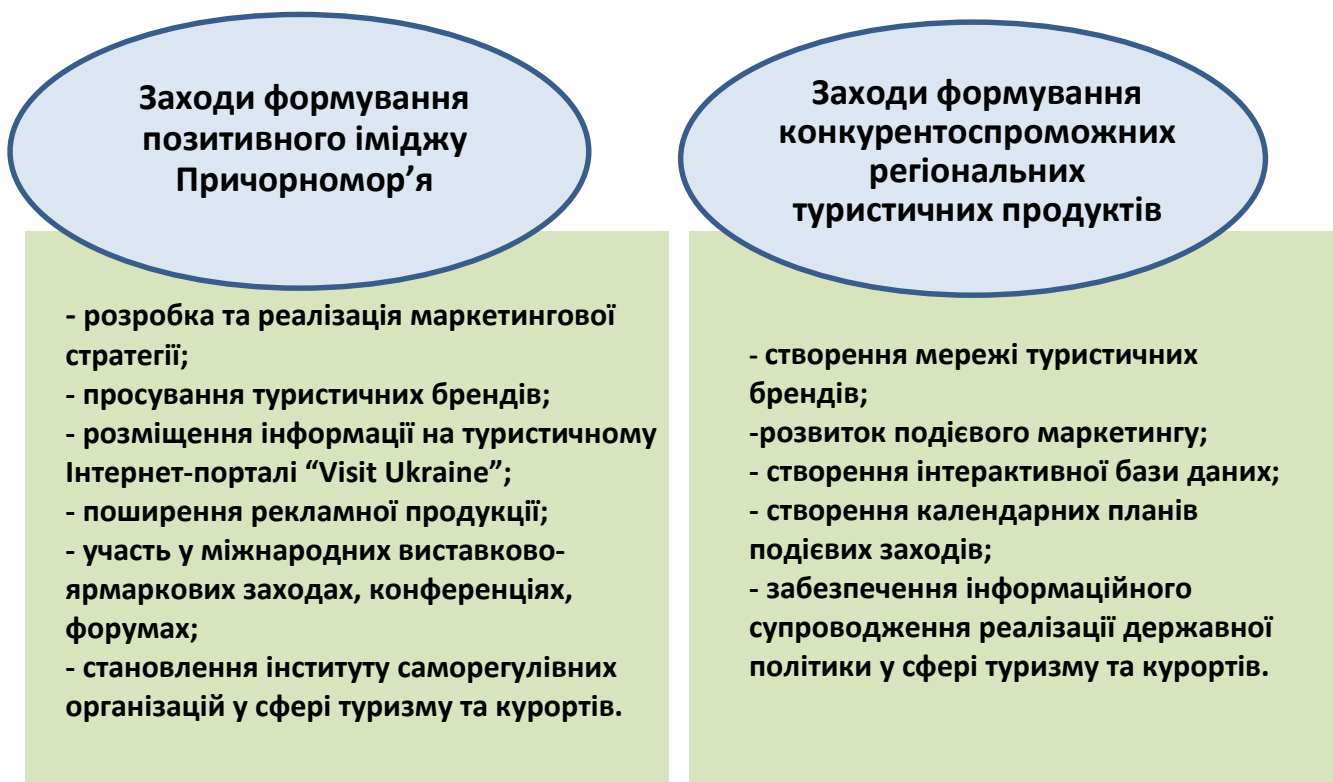 Заходи формування
позитивного іміджу
Причорномор’я
- розробка та реалізація маркетингової
стратегії;
- просування туристичних брендів;
- розміщення інформації на туристичному
Інтернет-порталі “Visit Ukraine”;
- поширення рекламної продукції;
- участь у міжнародних виставково-
ярмаркових заходах, конференціях,
форумах;
- становлення інституту саморегулівних
організацій у сфері туризму та курортів.
Заходи формування
конкурентоспроможних
регіональних
туристичних продуктів
- створення мережі туристичних
брендів;
-розвиток подієвого маркетингу;
- створення інтерактивної бази даних;
- створення календарних планів
подієвих заходів;
- забезпечення інформаційного
супроводження реалізації державної
політики у сфері туризму та курортів.